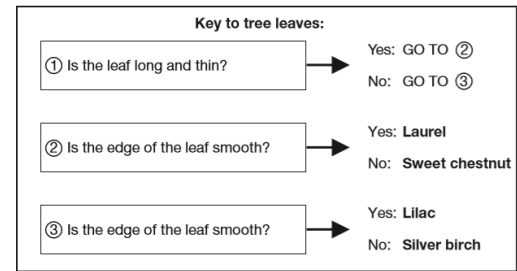 Key to tree leaves:
① Is the leaf long and thin?
Yes: GO TO ②
No: GO TO ③
② Is the edge of the leaf smooth?
Yes: Laurel
No: Sweet chestnut
③ Is the edge of the leaf smooth?
Yes: Lilac
No: Silver birch